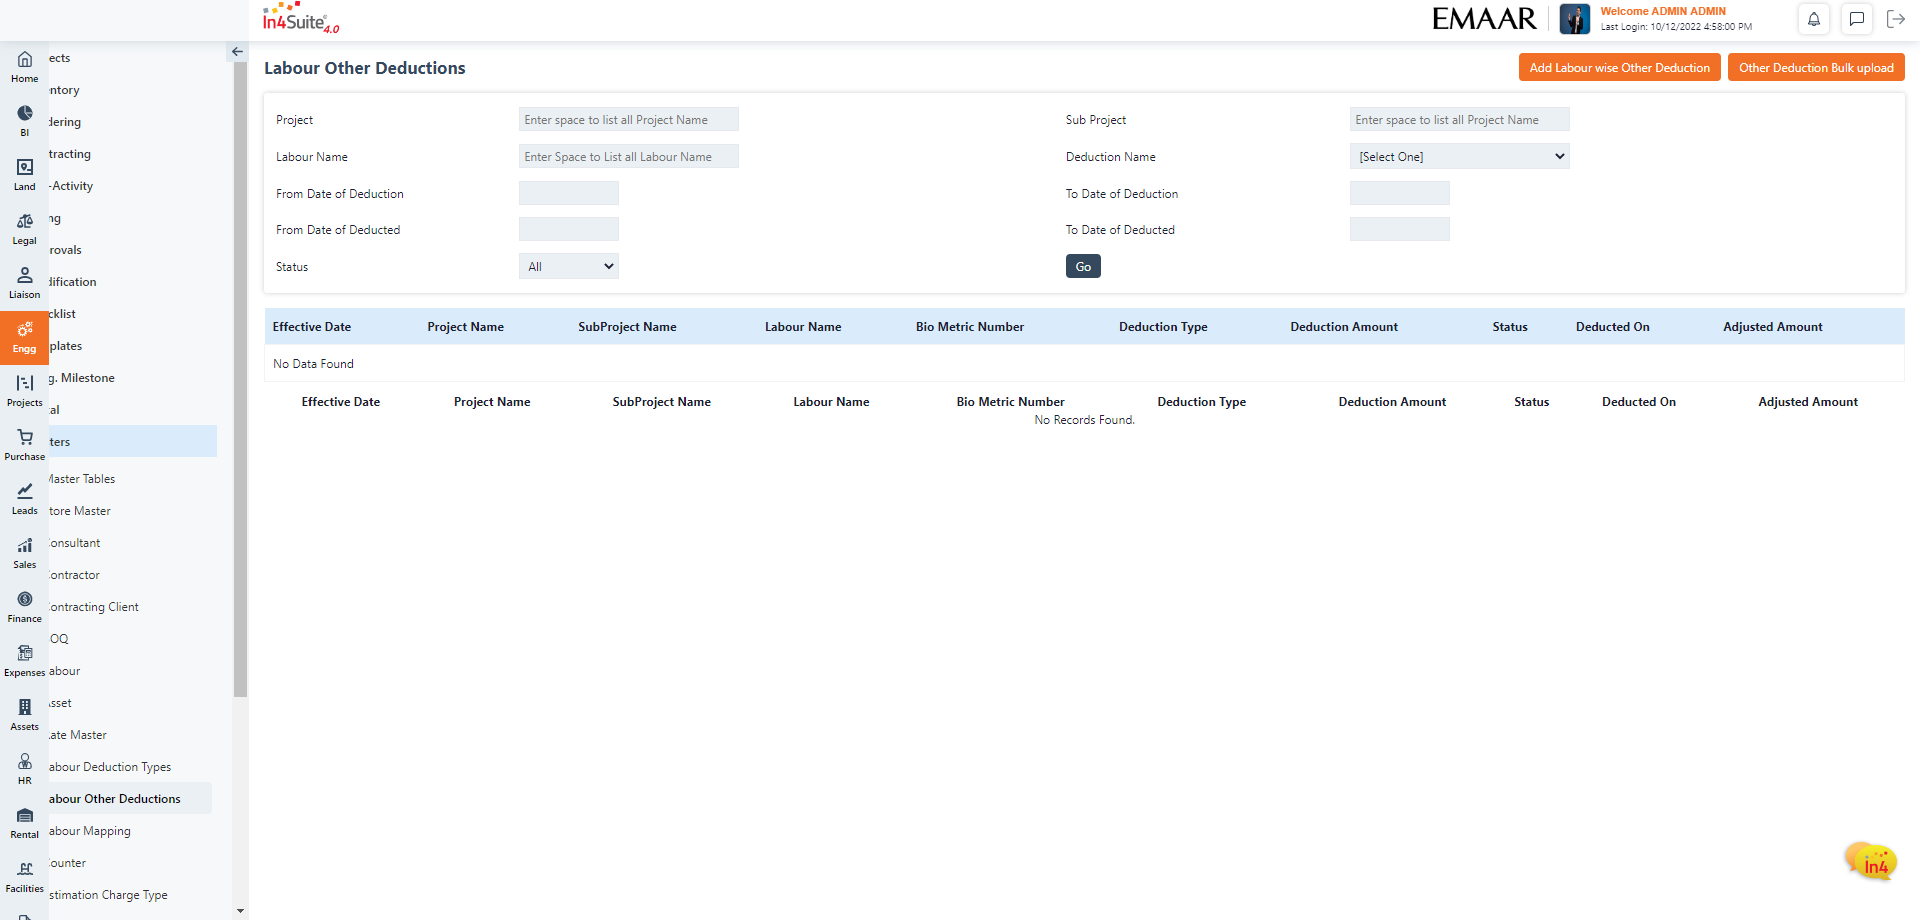 In4Suite® 4.0
EMAAR
Welcome ADMIN ADMIN
Last Login: 10/12/2022 4:58:00 PM
Home
BI
Land
Legal
Liaison
Engg
Projects
Purchase
Leads
Sales
Finance
Expenses
Assets
HR
Rental
Facilities
ects
ntory
dering
tracting
-Activity
ng
rovals
dification
cklist
plates
g. Milestone
al
ters
Master Tables
tore Master
Consultant
Contractor
Contracting Client
OQ
abour
sset
ate Master
abour Deduction Types
abour Other Deductions
abour Mapping
Counter
stimation Charge Type
Labour Other Deductions
Add Labour wise Other Deduction
Other Deduction Bulk upload
Project Enter space to list all Project Name Sub Project Enter space to list all Project Name
Labour Name Enter Space to List all Labour Name Deduction Name [Select One]
From Date of Deduction To Date of Deduction
From Date of Deducted To Date of Deducted
Status All Go
Effective Date Project Name SubProject Name Labour Name Bio Metric Number Deduction Type Deduction Amount Status Deducted On Adjusted Amount
No Data Found
Effective Date Project Name SubProject Name Labour Name Bio Metric Number Deduction Type Deduction Amount Status Deducted On Adjusted Amount
No Records Found.
in4